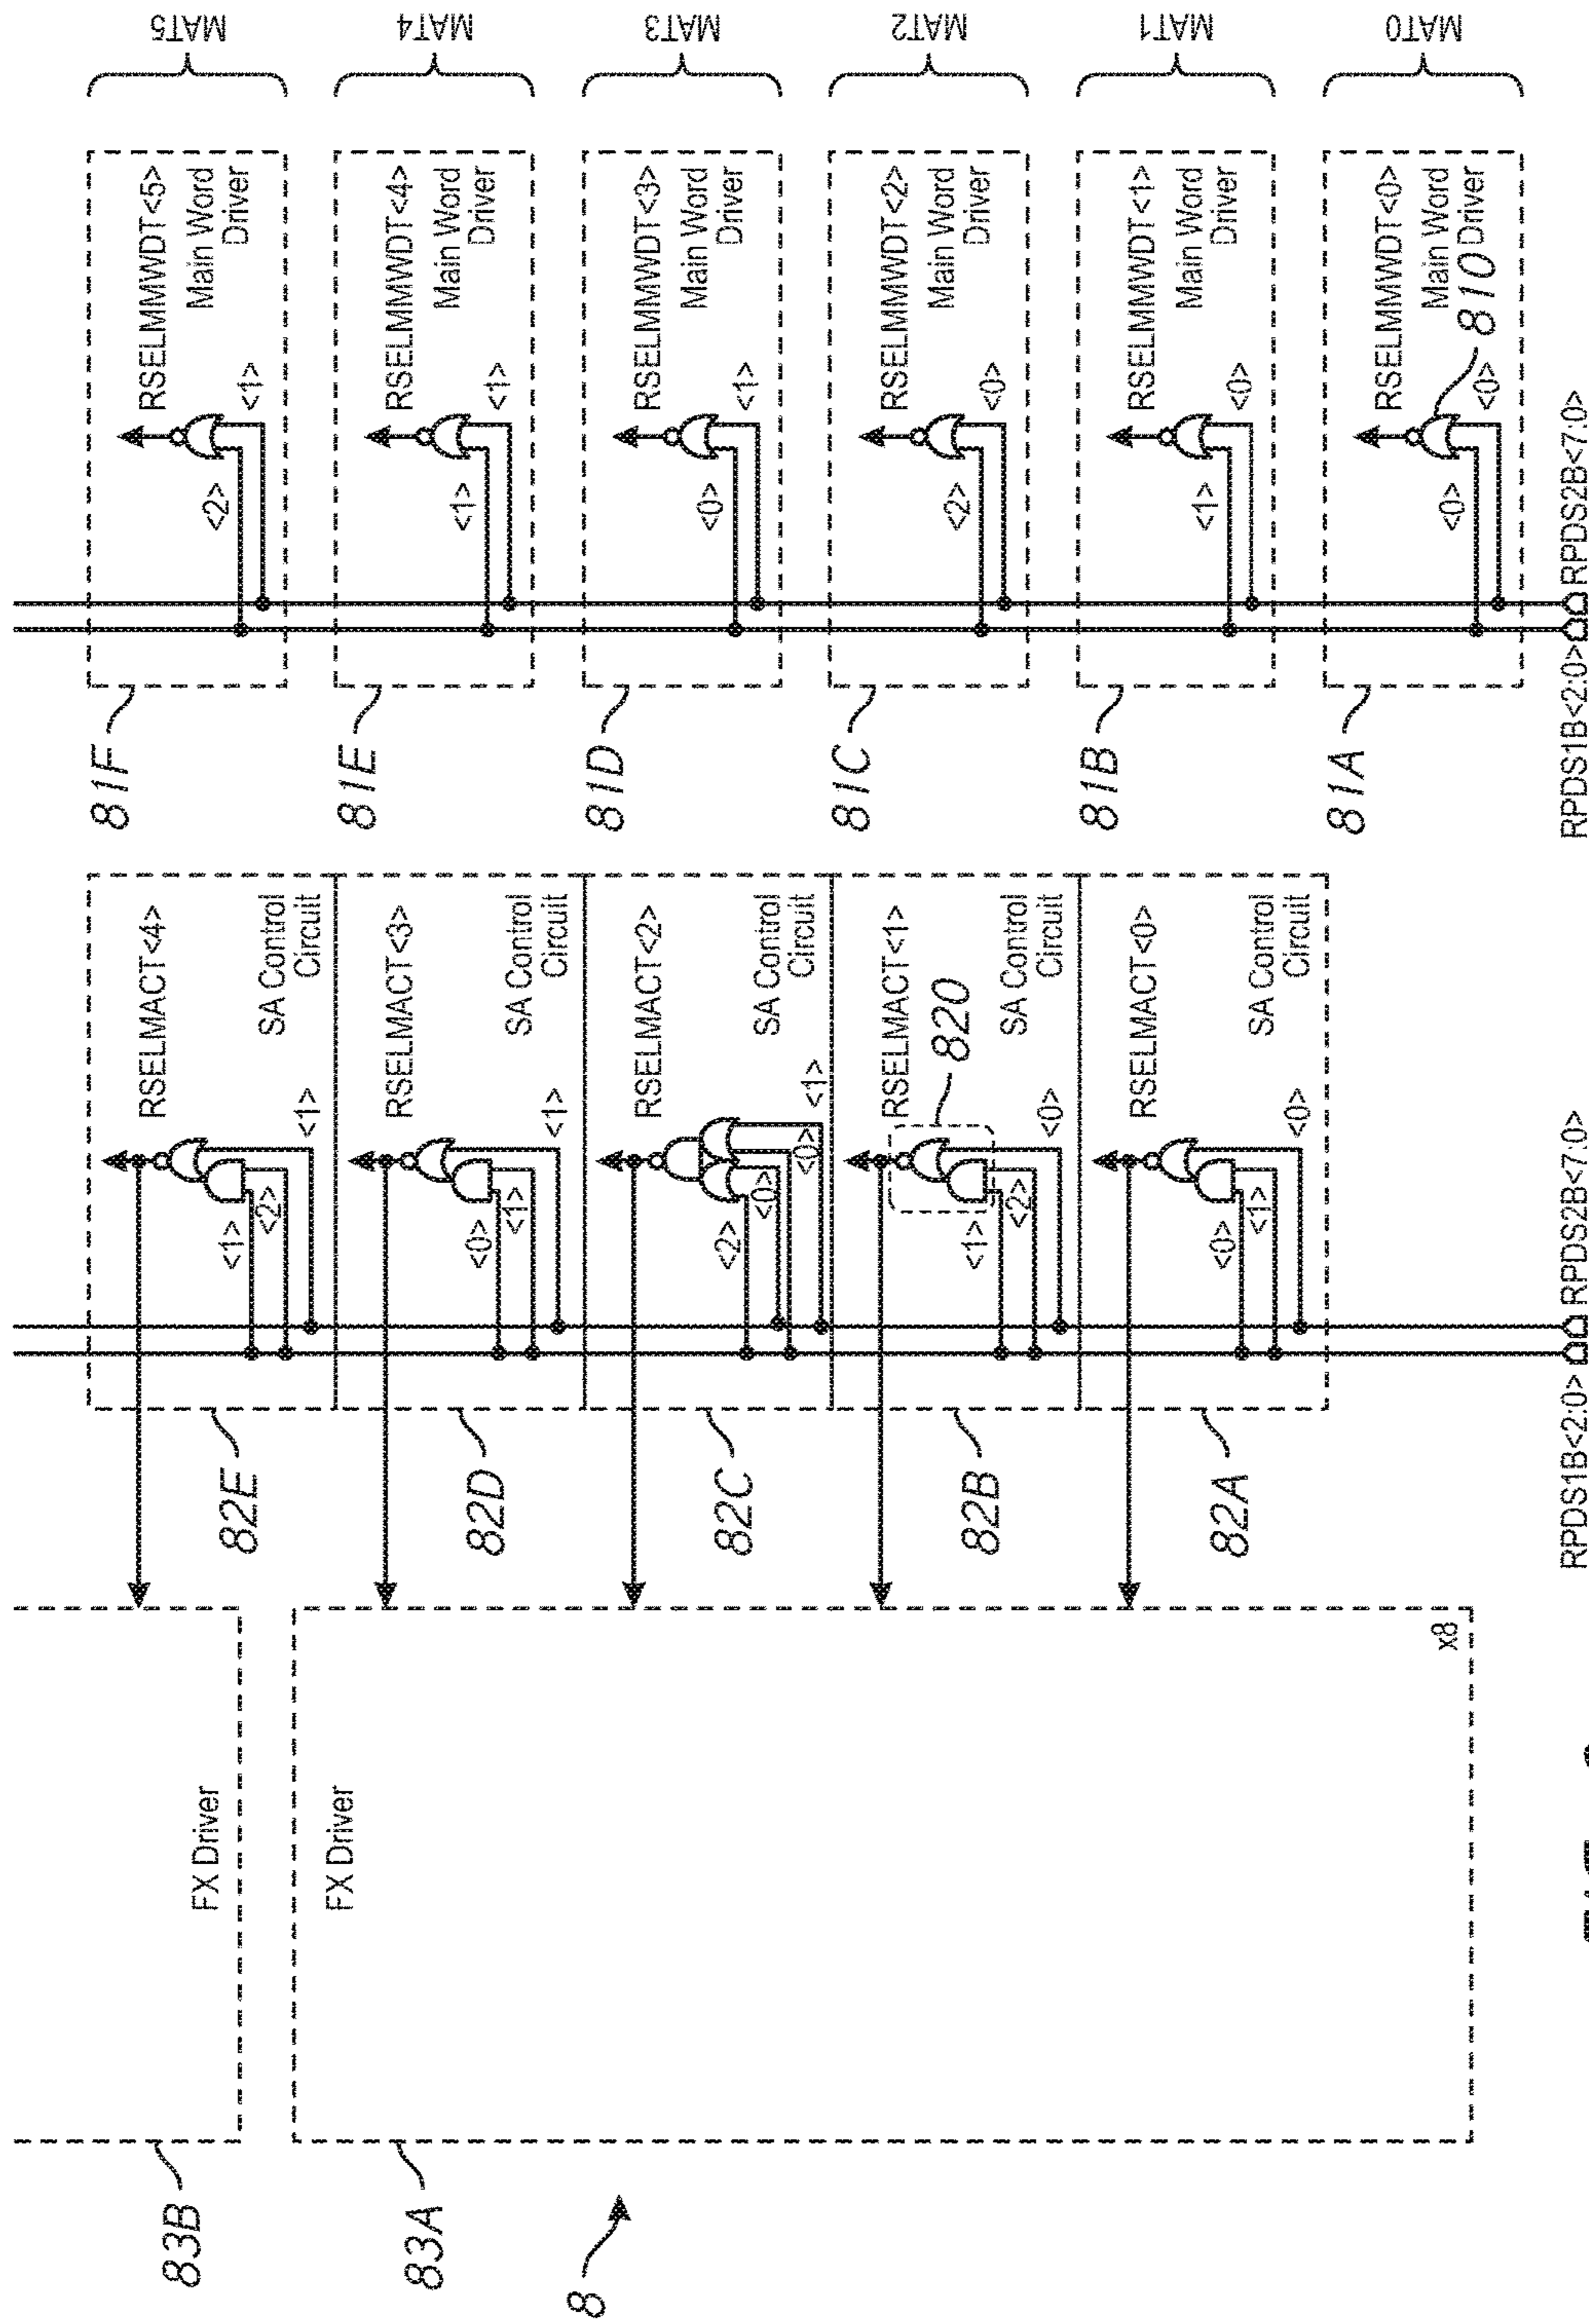 MAT5
MAT4
MAT3
MAT2
MAT1
MAT0
RSELMMWDT<5>
Main Word
Driver
<2>
<1>
81F
RSELMMWDT<4>
Main Word
Driver
<1>
<1>
81E
RSELMMWDT<3>
Main Word
Driver
<0>
<1>
81D
RSELMMWDT<2>
Main Word
Driver
<2>
<0>
81C
RSELMMWDT<1>
Main Word
Driver
<1>
<0>
81B
RSELMMWDT<0>
Main Word
Driver
810
<0>
<0>
81A
RPDS1B<2:0>
RPDS2B<7:0>
RSELMACT<4>
SA Control
Circuit
<1>
<2>
<1>
82E
RSELMACT<3>
SA Control
Circuit
<0>
<1>
<1>
82D
RSELMACT<2>
SA Control
Circuit
<2>
<0>
<0>
<1>
82C
RSELMACT<1>
820
SA Control
Circuit
<1>
<2>
<0>
82B
RSELMACT<0>
SA Control
Circuit
<0>
<1>
<0>
82A
RPDS1B<2:0>
RPDS2B<7:0>
FX Driver
83B
FX Driver
x8
83A
8